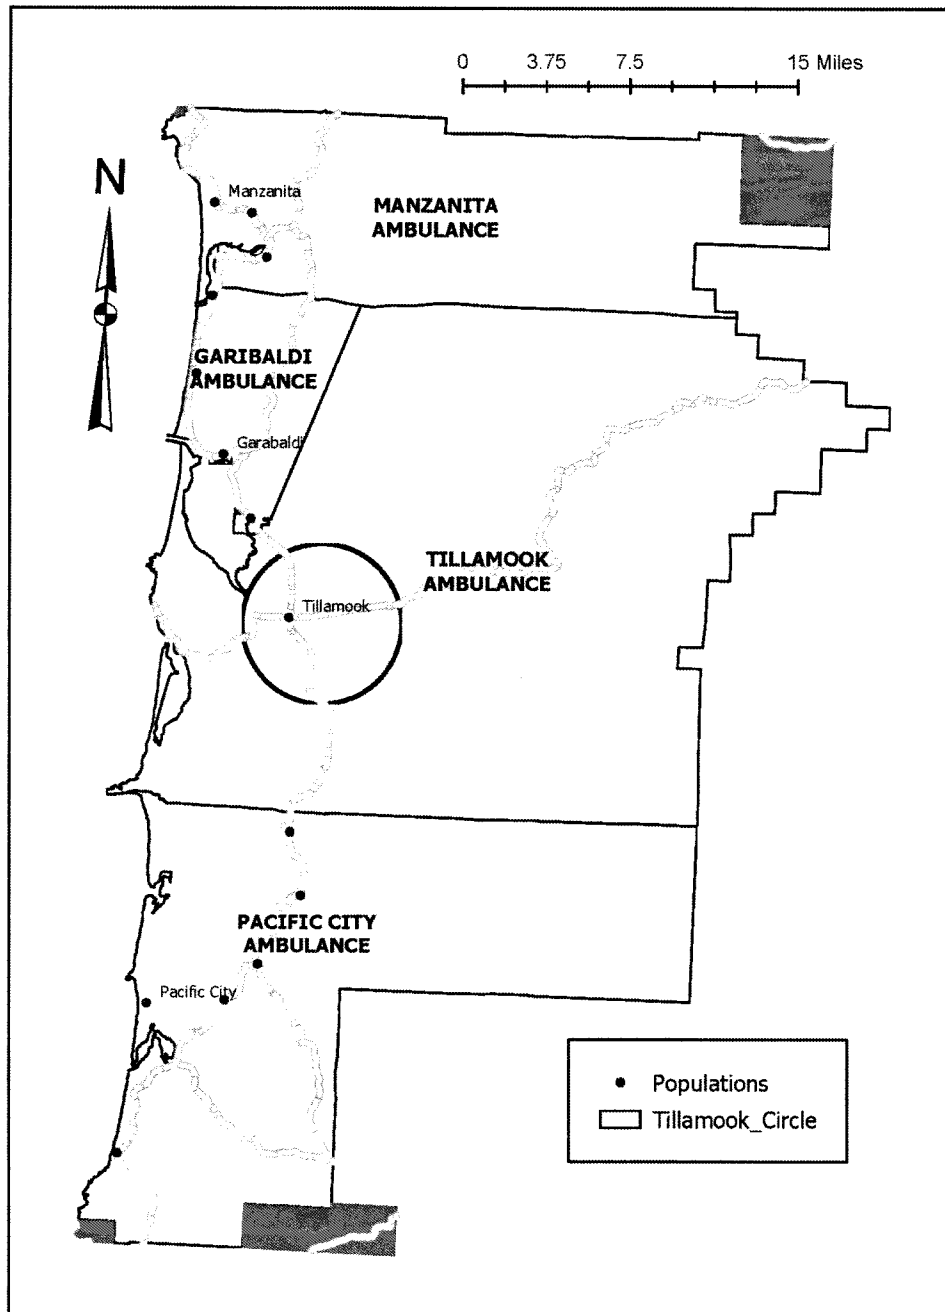 0 3.75 7.5 15 Miles
N
Manzanita
MANZANITA
AMBULANCE
GARIBALDI
AMBULANCE
Garabaldi
TILLAMOOK
AMBULANCE
Tillamook
PACIFIC CITY
AMBULANCE
Pacific City
Populations
Tillamook_Circle